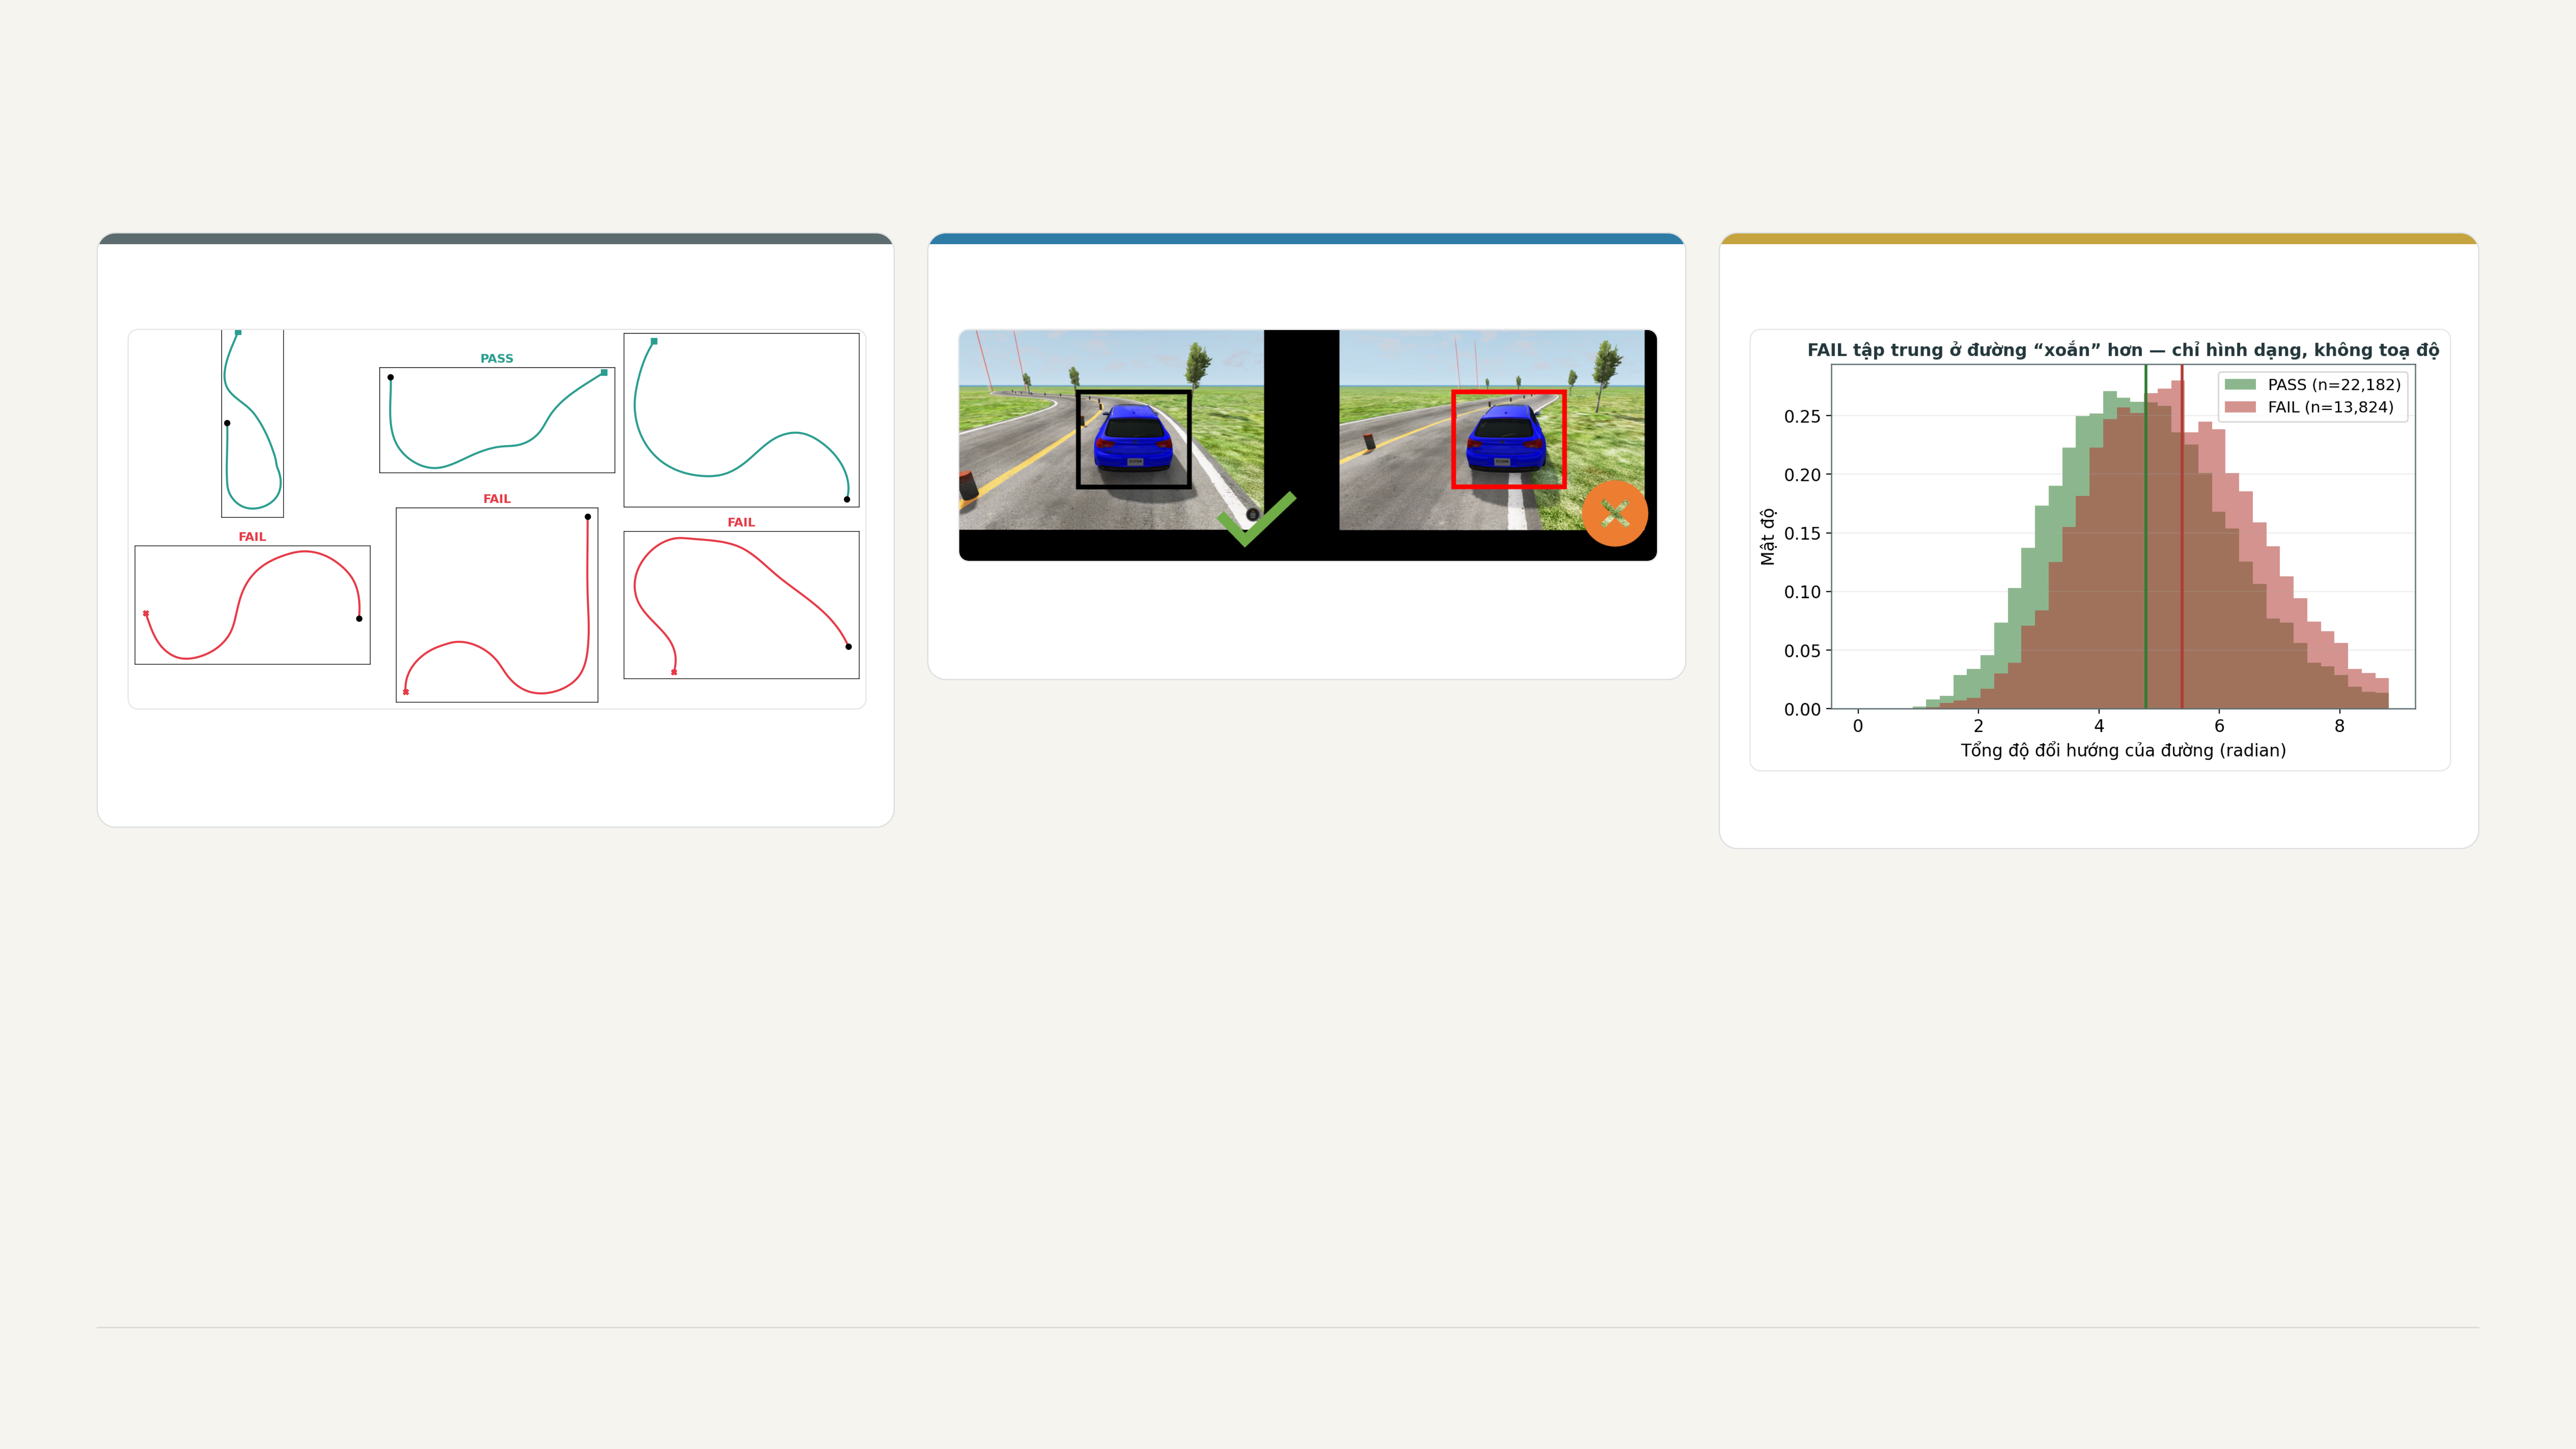 PASS
FAIL
FAIL
FAIL
FAIL tập trung ở đường “xoắn” hơn — chỉ hình dạng, không toạ độ
PASS (n=22,182)
FAIL (n=13,824)
Mật độ
0.25
0.20
0.15
0.10
0.05
0.00
0 2 4 6 8
Tổng độ đổi hướng của đường (radian)